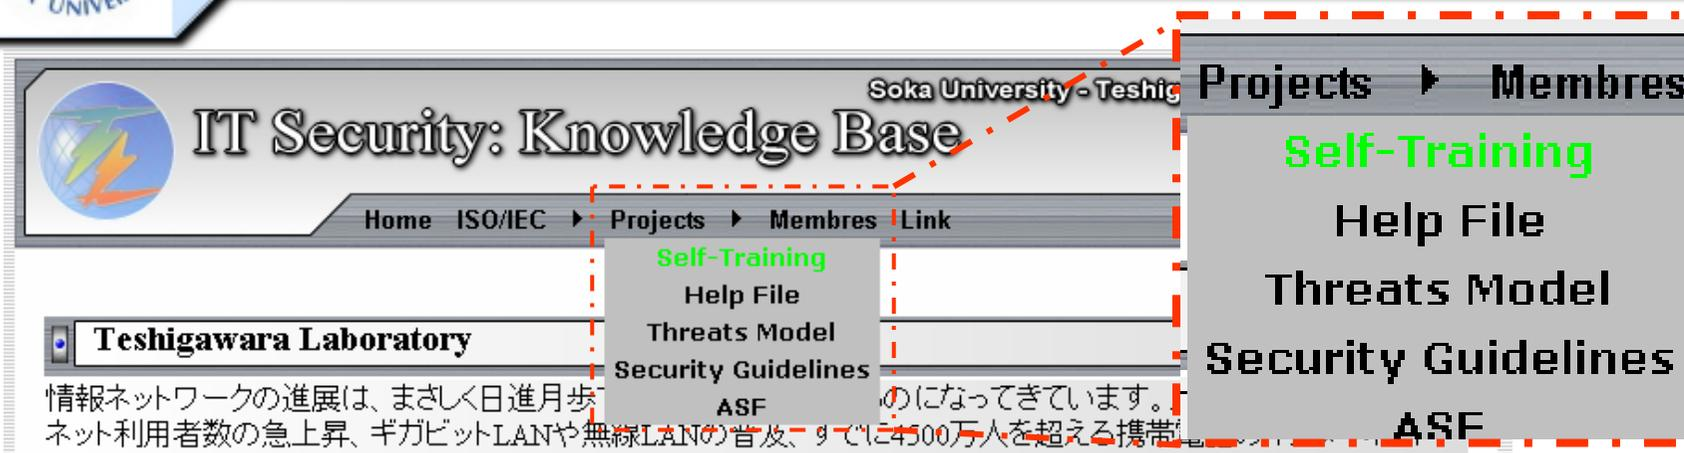 UNIVE
Soka University - Teshig
IT Security: Knowledge Base
Home ISO/IEC Projects Membres Link
Self-Training
Help File
Threats Model
Security Guidelines
ASF
Teshigawara Laboratory
情報ネットワークの進展は、まさしく日進月歩 のになってきています。
ネット利用者数の急上昇、ギガビットLANや無線LANの普及、すでに4500万人を超える携帯
Projects Membres
Self-Training
Help File
Threats Model
Security Guidelines
ASF